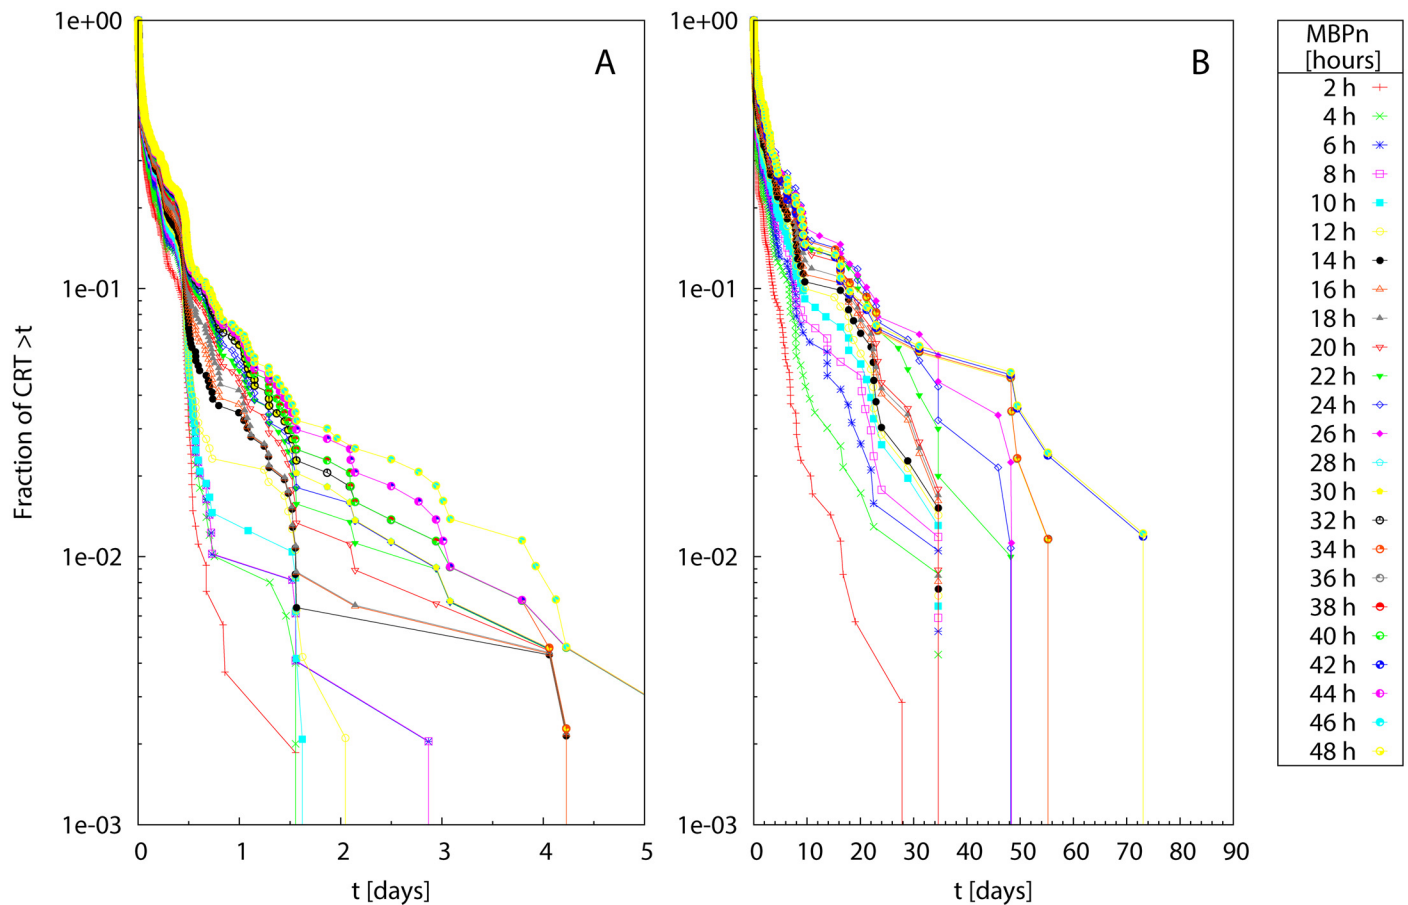 Fraction of CRT >t
1e+00
1e-01
1e-02
1e-03
A
0 1 2 3 4 5
t [days]
1e+00
1e-01
1e-02
1e-03
B
0 10 20 30 40 50 60 70 80 90
t [days]
MBPn
[hours]
2 h
4 h
6 h
8 h
10 h
12 h
14 h
16 h
18 h
20 h
22 h
24 h
26 h
28 h
30 h
32 h
34 h
36 h
38 h
40 h
42 h
44 h
46 h
48 h